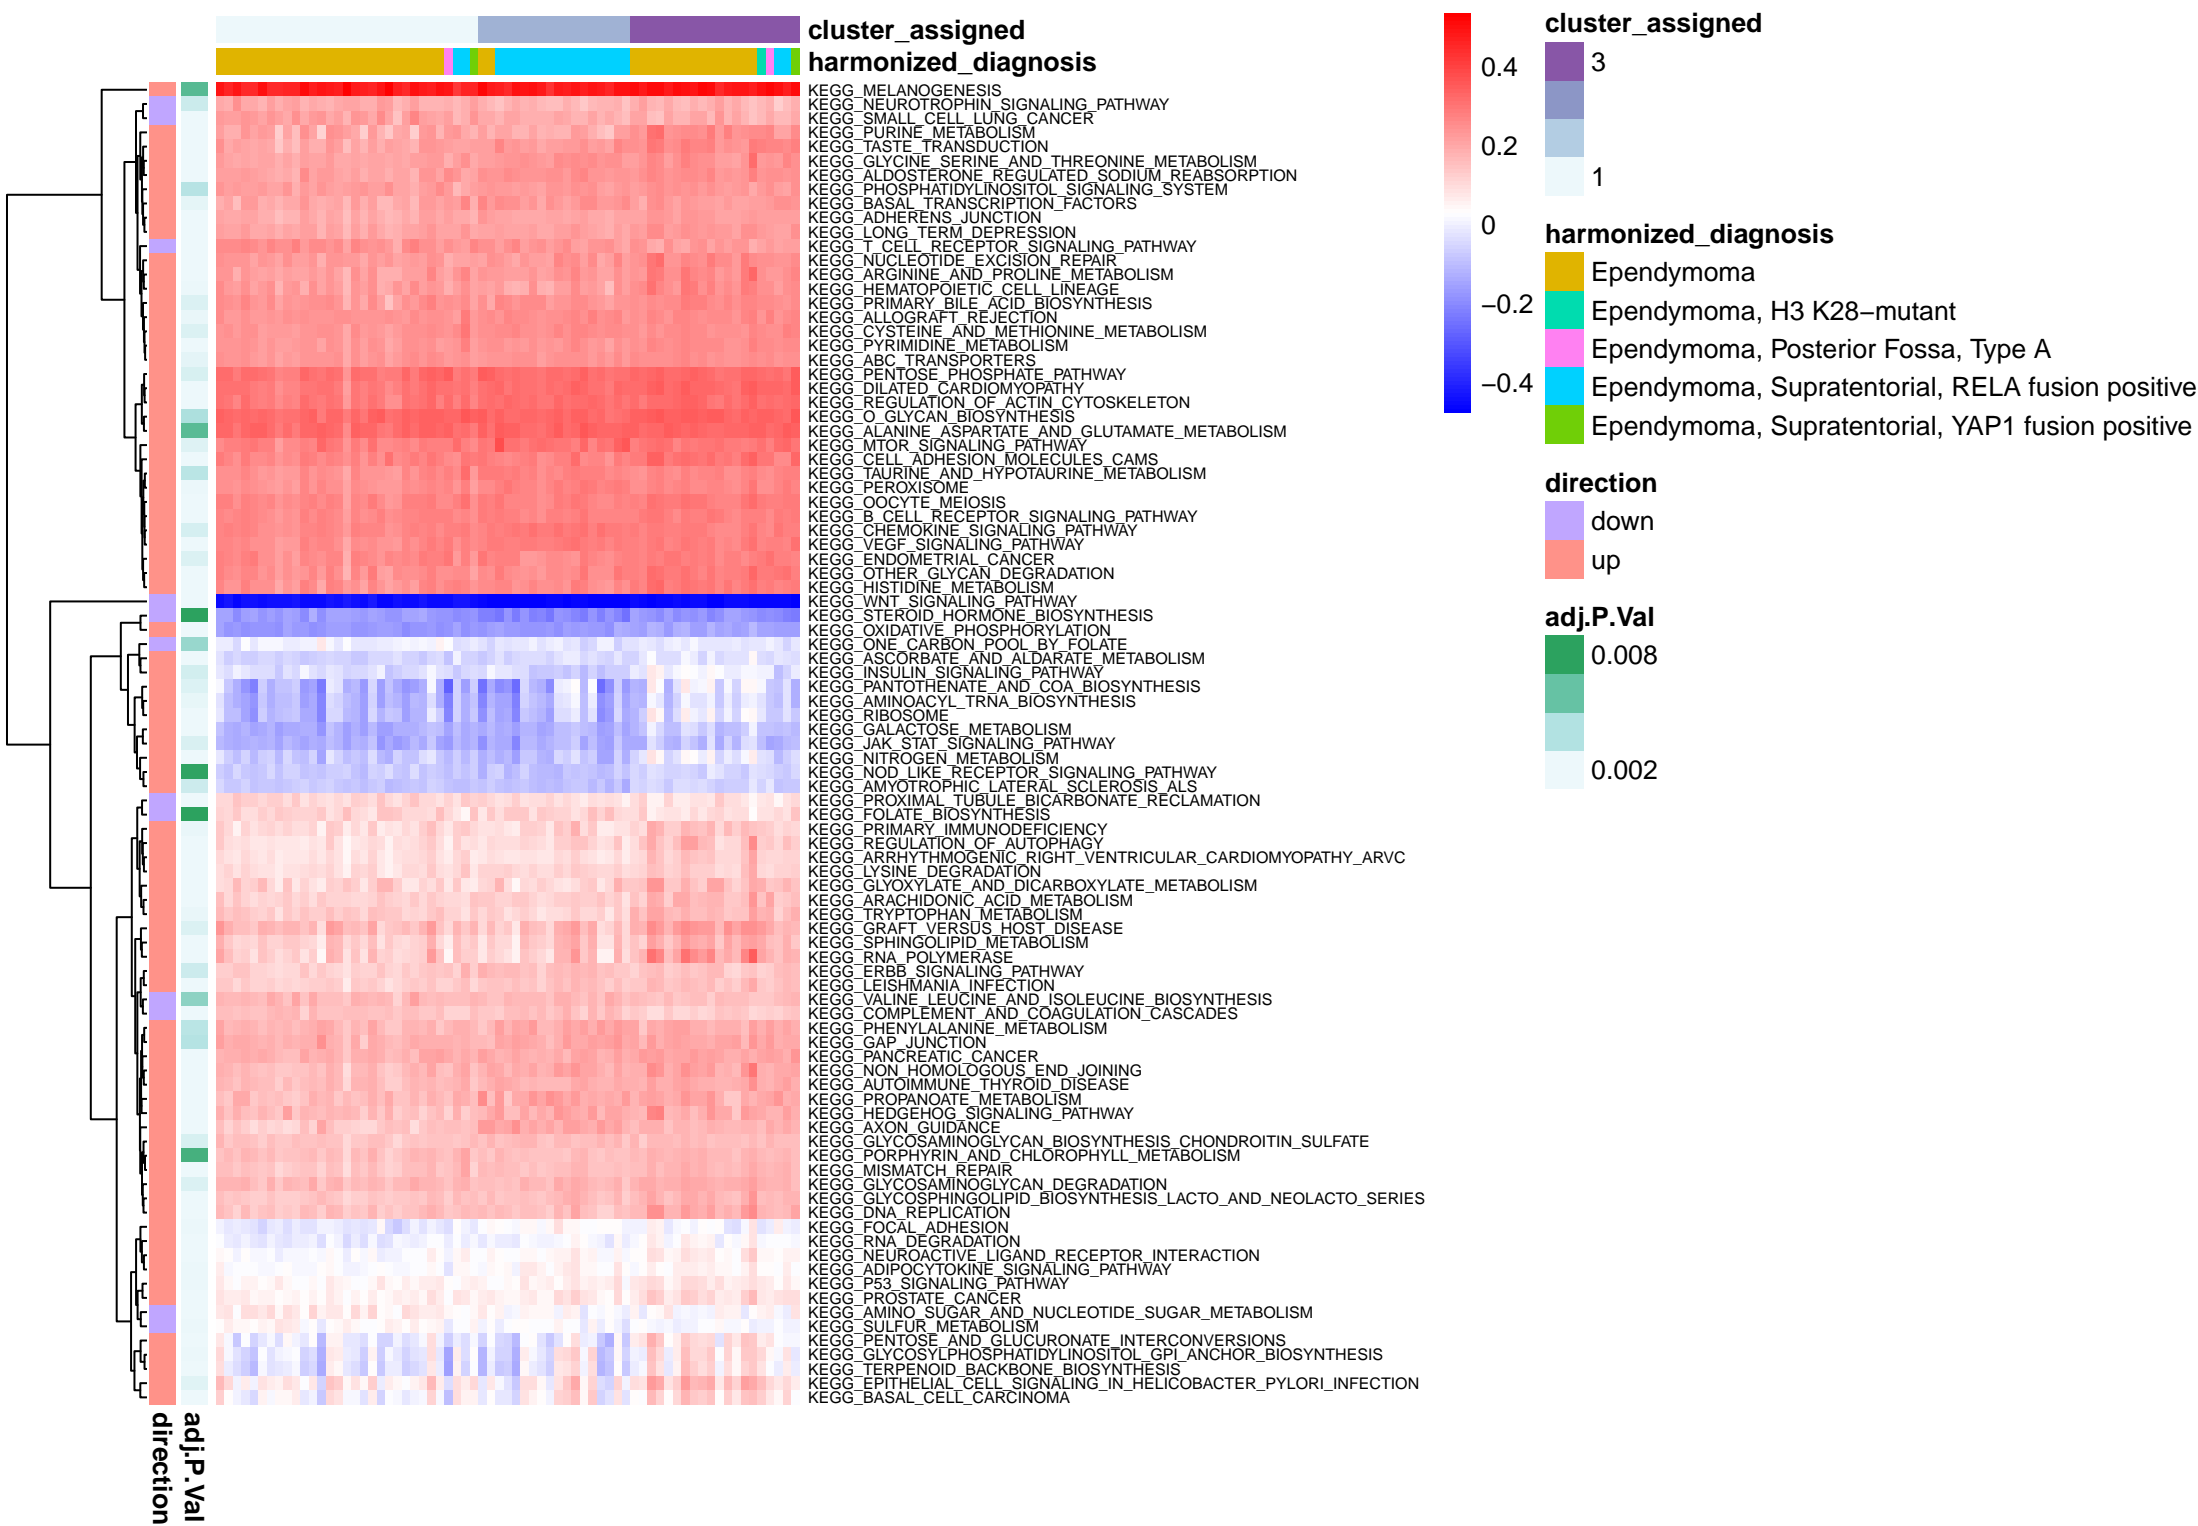 cluster_assigned
harmonized_diagnosis
KEGG_MELANOGENESIS
KEGG_NEUROTROPHIN_SIGNALING_PATHWAY
KEGG_SMALL_CELL_LUNG_CANCER
KEGG_PURINE_METABOLISM
KEGG_TASTE_TRANSDUCTION
KEGG_GLYCINE_SERINE_AND_THREONINE_METABOLISM
KEGG_ALDOSTERONE_REGULATED_SODIUM_REABSORPTION
KEGG_PHOSPHATIDYLINOSITOL_SIGNALING_SYSTEM
KEGG_BASAL_TRANSCRIPTION_FACTORS
KEGG_ADHERENS_JUNCTION
KEGG_LONG_TERM_DEPRESSION
KEGG_T_CELL_RECEPTOR_SIGNALING_PATHWAY
KEGG_NUCLEOTIDE_EXCISION_REPAIR
KEGG_ARGININE_AND_PROLINE_METABOLISM
KEGG_HEMATOPOIETIC_CELL_LINEAGE
KEGG_PRIMARY_BILE_ACID_BIOSYNTHESIS
KEGG_ALLOGRAFT_REJECTION
KEGG_CYSTEINE_AND_METHIONINE_METABOLISM
KEGG_PYRIMIDINE_METABOLISM
KEGG_ABC_TRANSPORTERS
KEGG_PENTOSE_PHOSPHATE_PATHWAY
KEGG_DILATED_CARDIOMYOPATHY
KEGG_REGULATION_OF_ACTIN_CYTOSKELETON
KEGG_O_GLYCAN_BIOSYNTHESIS
KEGG_ALANINE_ASPARTATE_AND_GLUTAMATE_METABOLISM
KEGG_MTOR_SIGNALING_PATHWAY
KEGG_CELL_ADHESION_MOLECULES_CAMS
KEGG_TAURINE_AND_HYPOTAURINE_METABOLISM
KEGG_PEROXISOME
KEGG_OOCYTE_MEIOSIS
KEGG_B_CELL_RECEPTOR_SIGNALING_PATHWAY
KEGG_CHEMOKINE_SIGNALING_PATHWAY
KEGG_VEGF_SIGNALING_PATHWAY
KEGG_ENDOMETRIAL_CANCER
KEGG_OTHER_GLYCAN_DEGRADATION
KEGG_HISTIDINE_METABOLISM
KEGG_WNT_SIGNALING_PATHWAY
KEGG_STEROID_HORMONE_BIOSYNTHESIS
KEGG_OXIDATIVE_PHOSPHORYLATION
KEGG_ONE_CARBON_POOL_BY_FOLATE
KEGG_ASCORBATE_AND_ALDARATE_METABOLISM
KEGG_INSULIN_SIGNALING_PATHWAY
KEGG_PANTOTHENATE_AND_COA_BIOSYNTHESIS
KEGG_AMINOACYL_TRNA_BIOSYNTHESIS
KEGG_RIBOSOME
KEGG_GALACTOSE_METABOLISM
KEGG_JAK_STAT_SIGNALING_PATHWAY
KEGG_NITROGEN_METABOLISM
KEGG_NOD_LIKE_RECEPTOR_SIGNALING_PATHWAY
KEGG_AMYOTROPHIC_LATERAL_SCLEROSIS_ALS
KEGG_PROXIMAL_TUBULE_BICARBONATE_RECLAMATION
KEGG_FOLATE_BIOSYNTHESIS
KEGG_PRIMARY_IMMUNODEFICIENCY
KEGG_REGULATION_OF_AUTOPHAGY
KEGG_ARRHYTHMOGENIC_RIGHT_VENTRICULAR_CARDIOMYOPATHY_ARVC
KEGG_LYSINE_DEGRADATION
KEGG_GLYOXYLATE_AND_DICARBOXYLATE_METABOLISM
KEGG_ARACHIDONIC_ACID_METABOLISM
KEGG_TRYPTOPHAN_METABOLISM
KEGG_GRAFT_VERSUS_HOST_DISEASE
KEGG_SPHINGOLIPID_METABOLISM
KEGG_RNA_POLYMERASE
KEGG_ERBB_SIGNALING_PATHWAY
KEGG_LEISHMANIA_INFECTION
KEGG_VALINE_LEUCINE_AND_ISOLEUCINE_BIOSYNTHESIS
KEGG_COMPLEMENT_AND_COAGULATION_CASCADES
KEGG_PHENYLALANINE_METABOLISM
KEGG_GAP_JUNCTION
KEGG_PANCREATIC_CANCER
KEGG_NON_HOMOLOGOUS_END_JOINING
KEGG_AUTOIMMUNE_THYROID_DISEASE
KEGG_PROPANOATE_METABOLISM
KEGG_HEDGEHOG_SIGNALING_PATHWAY
KEGG_AXON_GUIDANCE
KEGG_GLYCOSAMINOGLYCAN_BIOSYNTHESIS_CHONDROITIN_SULFATE
KEGG_PORPHYRIN_AND_CHLOROPHYLL_METABOLISM
KEGG_MISMATCH_REPAIR
KEGG_GLYCOSAMINOGLYCAN_DEGRADATION
KEGG_GLYCOSPHINGOLIPID_BIOSYNTHESIS_LACTO_AND_NEOLACTO_SERIES
KEGG_DNA_REPLICATION
KEGG_FOCAL_ADHESION
KEGG_RNA_DEGRADATION
KEGG_NEUROACTIVE_LIGAND_RECEPTOR_INTERACTION
KEGG_ADIPOCYTOKINE_SIGNALING_PATHWAY
KEGG_P53_SIGNALING_PATHWAY
KEGG_PROSTATE_CANCER
KEGG_AMINO_SUGAR_AND_NUCLEOTIDE_SUGAR_METABOLISM
KEGG_SULFUR_METABOLISM
KEGG_PENTOSE_AND_GLUCURONATE_INTERCONVERSIONS
KEGG_GLYCOSYLPHOSPHATIDYLINOSITOL_GPI_ANCHOR_BIOSYNTHESIS
KEGG_TERPENOID_BACKBONE_BIOSYNTHESIS
KEGG_EPITHELIAL_CELL_SIGNALING_IN_HELICOBACTER_PYLORI_INFECTION
KEGG_BASAL_CELL_CARCINOMA
direction
adj.P.Val
0.4
0.2
0
−0.2
−0.4
cluster_assigned
3
1
harmonized_diagnosis
Ependymoma
Ependymoma, H3 K28−mutant
Ependymoma, Posterior Fossa, Type A
Ependymoma, Supratentorial, RELA fusion positive
Ependymoma, Supratentorial, YAP1 fusion positive
direction
down
up
adj.P.Val
0.008
0.002